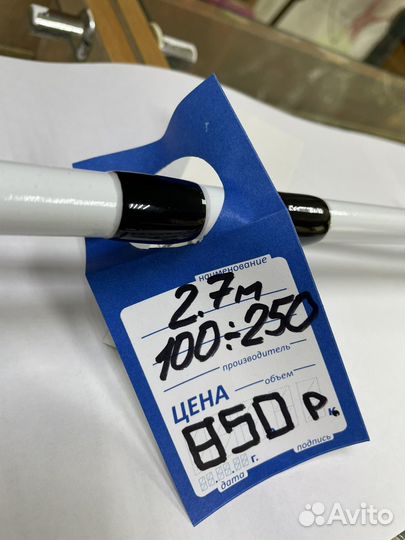 наименование
2.7м
100÷250
производитель
объем
ЦЕНА
850 р. к.
подпись
г.
дата
Avito